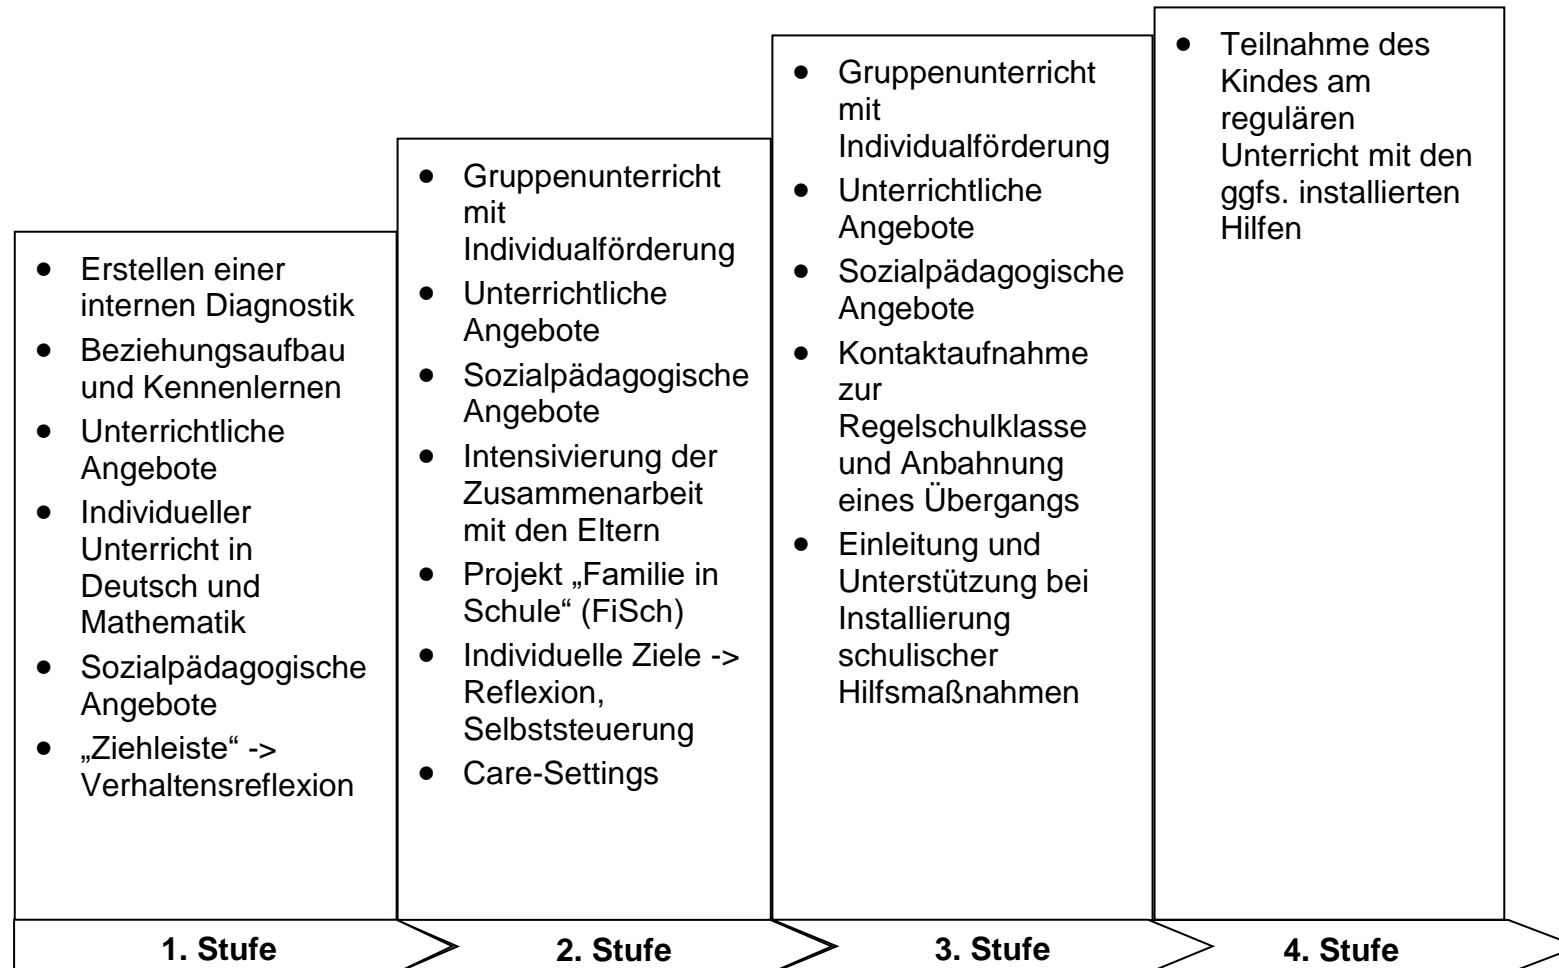 • Erstellen einer
internen Diagnostik
• Beziehungsaufbau
und Kennenlernen
• Unterrichtliche
Angebote
• Individueller
Unterricht in
Deutsch und
Mathematik
• Sozialpädagogische
Angebote
• „Ziehleiste“ ->
Verhaltensreflexion
1. Stufe
• Gruppenunterricht
mit
Individualförderung
• Unterrichtliche
Angebote
• Sozialpädagogische
Angebote
• Intensivierung der
Zusammenarbeit
mit den Eltern
• Projekt „Familie in
Schule“ (FiSch)
• Individuelle Ziele ->
Reflexion,
Selbststeuerung
• Care-Settings
2. Stufe
• Gruppenunterricht
mit
Individualförderung
• Unterrichtliche
Angebote
• Sozialpädagogische
Angebote
• Kontaktaufnahme
zur
Regelschulklasse
und Anbahnung
eines Übergangs
• Einleitung und
Unterstützung bei
Installierung
schulischer
Hilfsmaßnahmen
3. Stufe
• Teilnahme des
Kindes am
regulären
Unterricht mit den
ggfs. installierten
Hilfen
4. Stufe